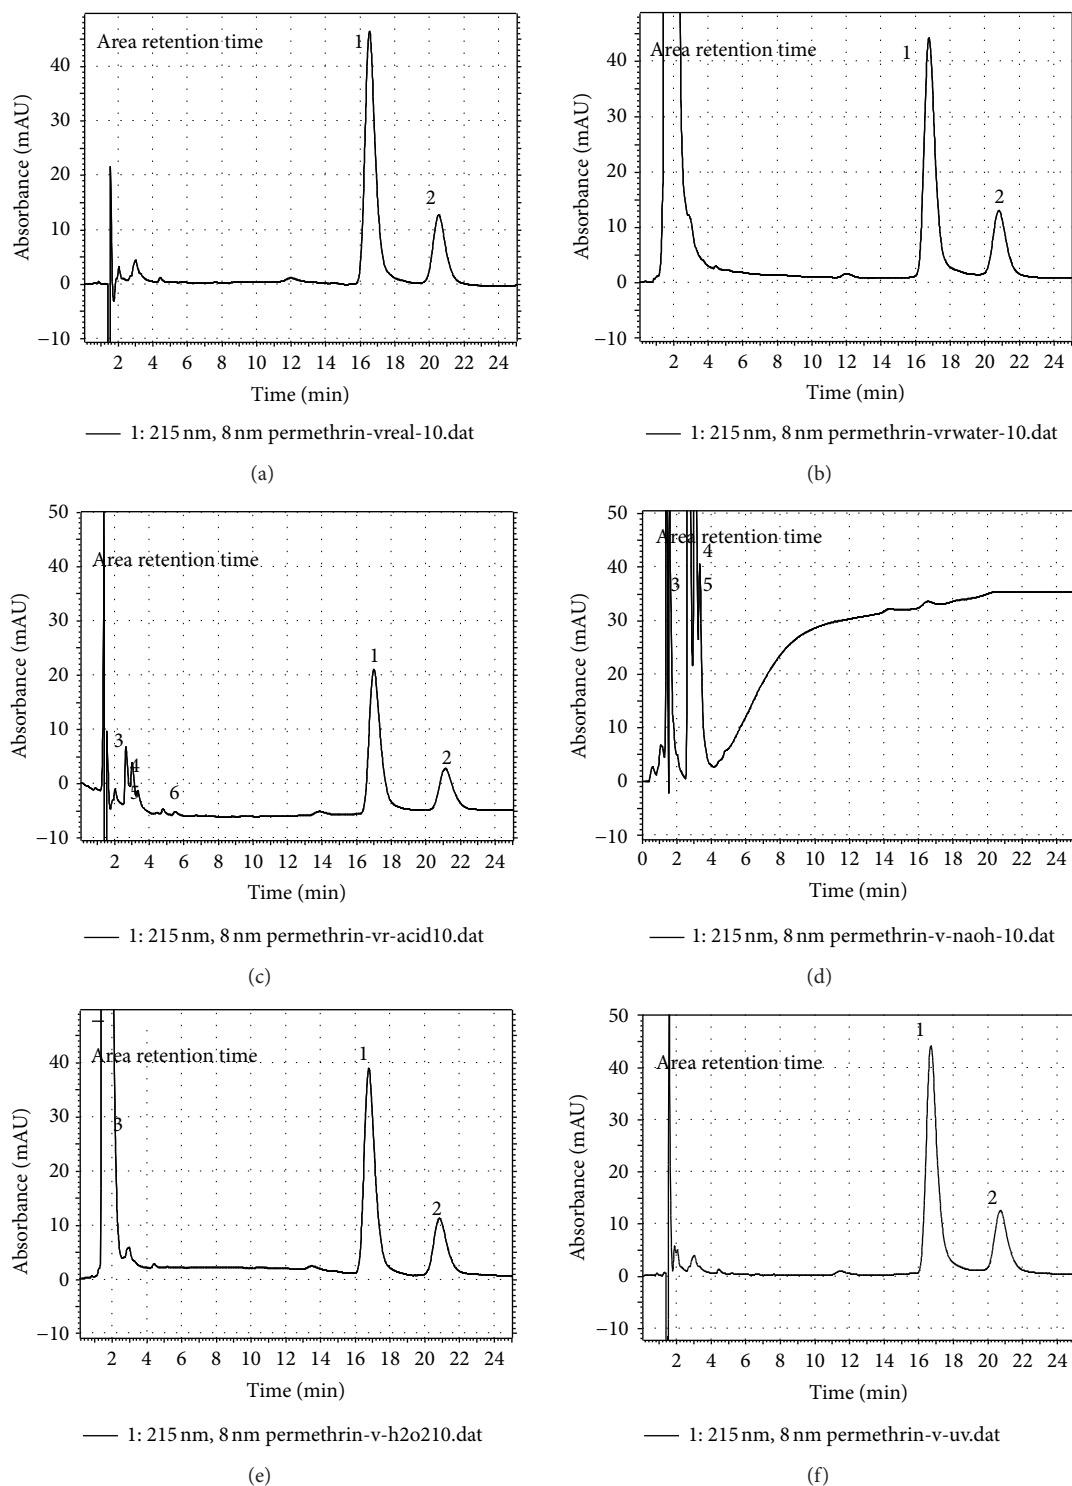 Area retention time
1
2
Absorbance (mAU)
40
30
20
10
0
−10
2 4 6 8 10 12 14 16 18 20 22 24
Time (min)
1: 215 nm, 8 nm permethrin-vreal-10.dat
(a)
Area retention time
1
2
Absorbance (mAU)
40
30
20
10
0
−10
2 4 6 8 10 12 14 16 18 20 22 24
Time (min)
1: 215 nm, 8 nm permethrin-vrwater-10.dat
(b)
Area retention time
1
2
3
4
5
6
Absorbance (mAU)
50
40
30
20
10
0
−10
2 4 6 8 10 12 14 16 18 20 22 24
Time (min)
1: 215 nm, 8 nm permethrin-vr-acid10.dat
(c)
Area retention time
4
3 5
Absorbance (mAU)
50
40
30
20
10
0
−10
0 2 4 6 8 10 12 14 16 18 20 22 24
Time (min)
1: 215 nm, 8 nm permethrin-v-naoh-10.dat
(d)
Area retention time
1
3
2
Absorbance (mAU)
40
30
20
10
0
−10
2 4 6 8 10 12 14 16 18 20 22 24
Time (min)
1: 215 nm, 8 nm permethrin-v-h2o210.dat
(e)
1
Area retention time
2
Absorbance (mAU)
50
40
30
20
10
0
−10
2 4 6 8 10 12 14 16 18 20 22 24
Time (min)
1: 215 nm, 8 nm permethrin-v-uv.dat
(f)